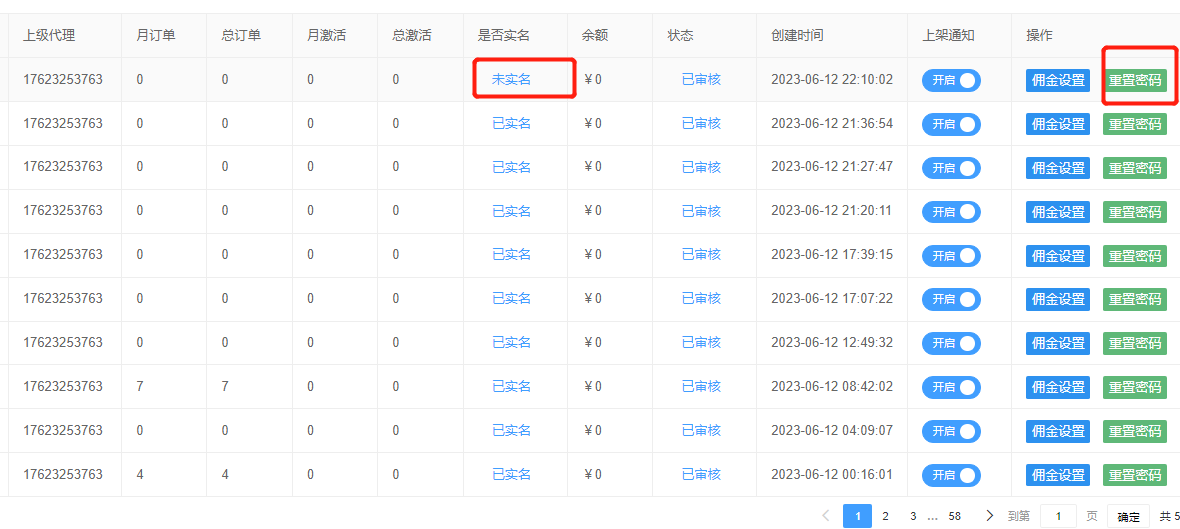 上级代理 月订单 总订单 月激活 总激活 是否实名 余额 状态 创建时间 上架通知 操作
17623253763 0 0 0 0 未实名 ¥0 已审核 2023-06-12 22:10:02 开启 佣金设置 重置密码
17623253763 0 0 0 0 已实名 ¥0 已审核 2023-06-12 21:36:54 开启 佣金设置 重置密码
17623253763 0 0 0 0 已实名 ¥0 已审核 2023-06-12 21:27:47 开启 佣金设置 重置密码
17623253763 0 0 0 0 已实名 ¥0 已审核 2023-06-12 21:20:11 开启 佣金设置 重置密码
17623253763 0 0 0 0 已实名 ¥0 已审核 2023-06-12 17:39:15 开启 佣金设置 重置密码
17623253763 0 0 0 0 已实名 ¥0 已审核 2023-06-12 17:07:22 开启 佣金设置 重置密码
17623253763 0 0 0 0 已实名 ¥0 已审核 2023-06-12 12:49:32 开启 佣金设置 重置密码
17623253763 7 7 0 0 已实名 ¥0 已审核 2023-06-12 08:42:02 开启 佣金设置 重置密码
17623253763 0 0 0 0 已实名 ¥0 已审核 2023-06-12 04:09:07 开启 佣金设置 重置密码
17623253763 4 4 0 0 已实名 ¥0 已审核 2023-06-12 00:16:01 开启 佣金设置 重置密码
1 2 3 … 58 到第 1 页 确定 共 5